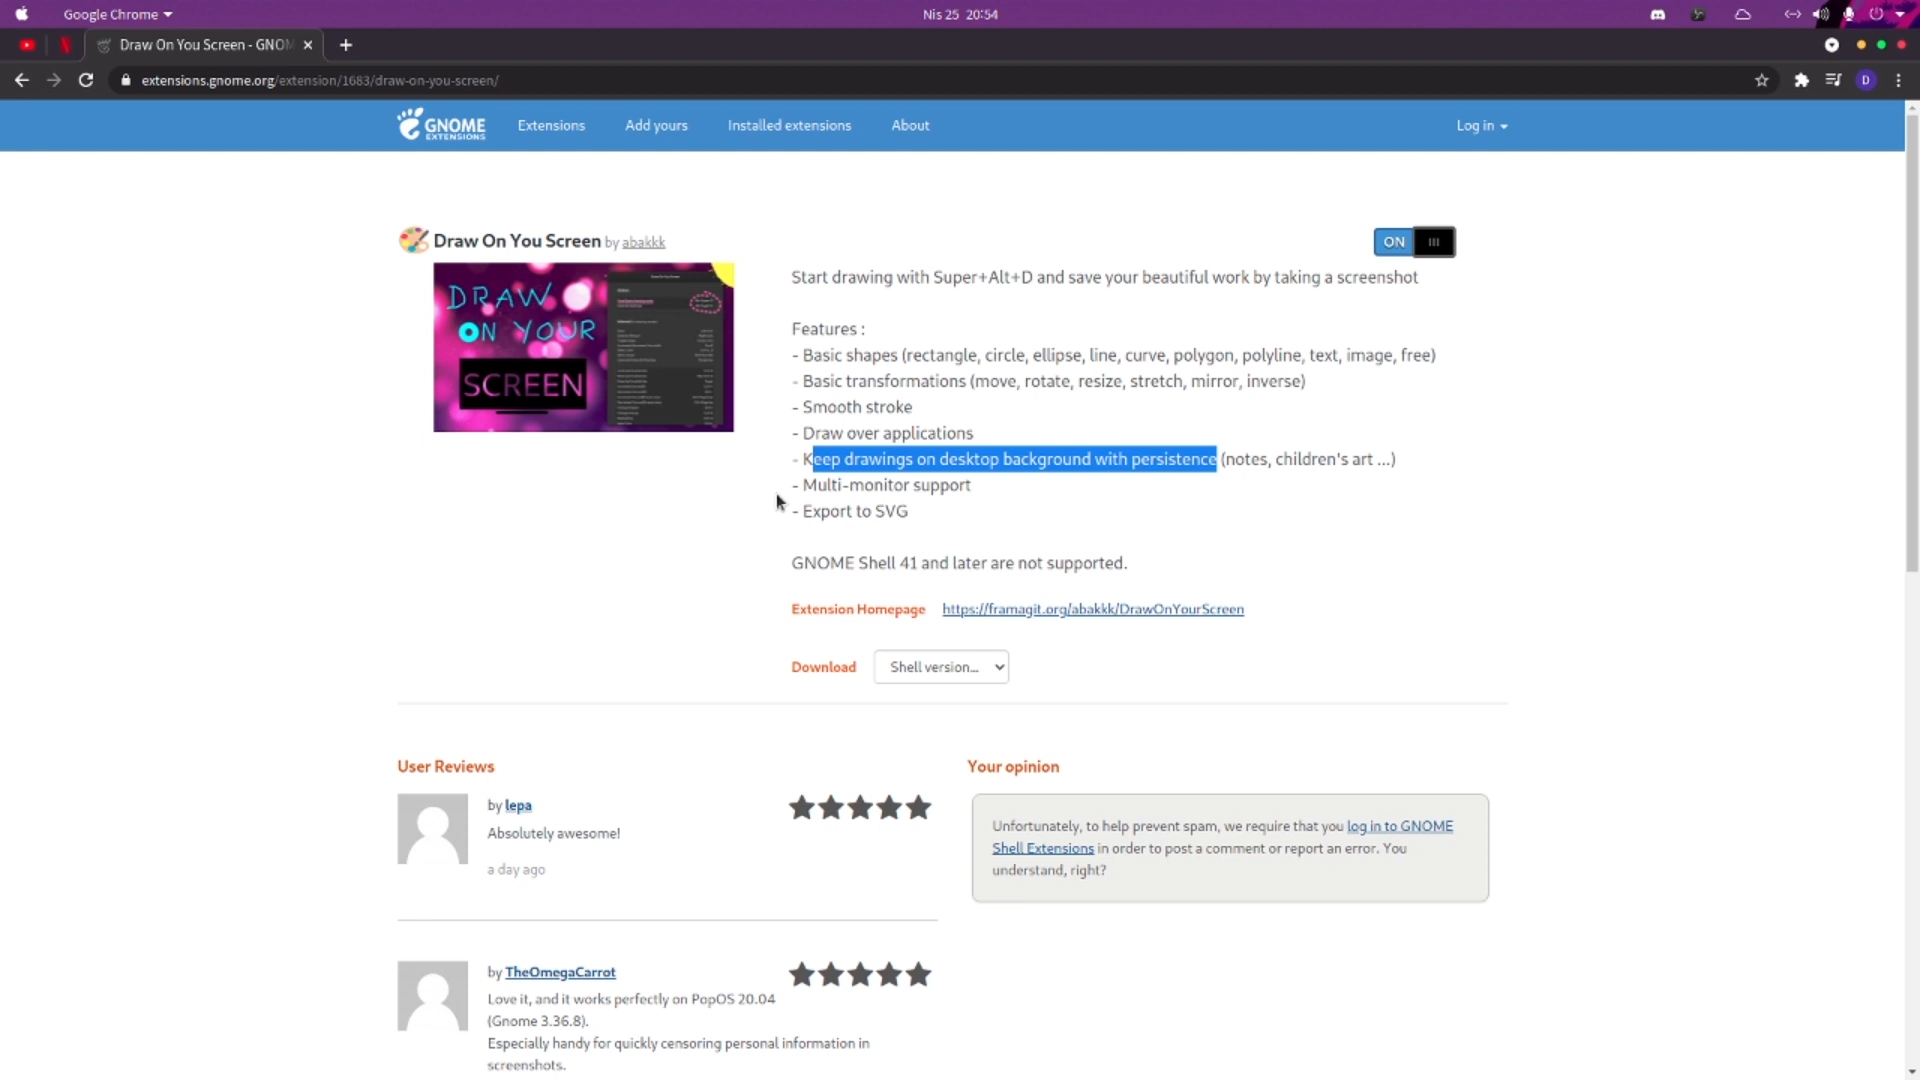 Google Chrome
Nis 25 20:54
Draw On You Screen - GNOM
extensions.gnome.org/extension/1683/draw-on-you-screen/
D
GNOME
EXTENSIONS
Extensions
Add yours
Installed extensions
About
Log in
Draw On You Screen by abakkk
ON
DRAW
ON YOUR
SCREEN
Start drawing with Super+Alt+D and save your beautiful work by taking a screenshot
Features :
- Basic shapes (rectangle, circle, ellipse, line, curve, polygon, polyline, text, image, free)
- Basic transformations (move, rotate, resize, stretch, mirror, inverse)
- Smooth stroke
- Draw over applications
- Keep drawings on desktop background with persistence (notes, children's art ...)
- Multi-monitor support
- Export to SVG
GNOME Shell 41 and later are not supported.
Extension Homepage https://framagit.org/abakkk/DrawOnYourScreen
Download Shell version...
User Reviews
by lepa
Absolutely awesome!
a day ago
by TheOmegaCarrot
Love it, and it works perfectly on PopOS 20.04
(Gnome 3.36.8).
Especially handy for quickly censoring personal information in
screenshots.
Your opinion
Unfortunately, to help prevent spam, we require that you log in to GNOME
Shell Extensions in order to post a comment or report an error. You
understand, right?